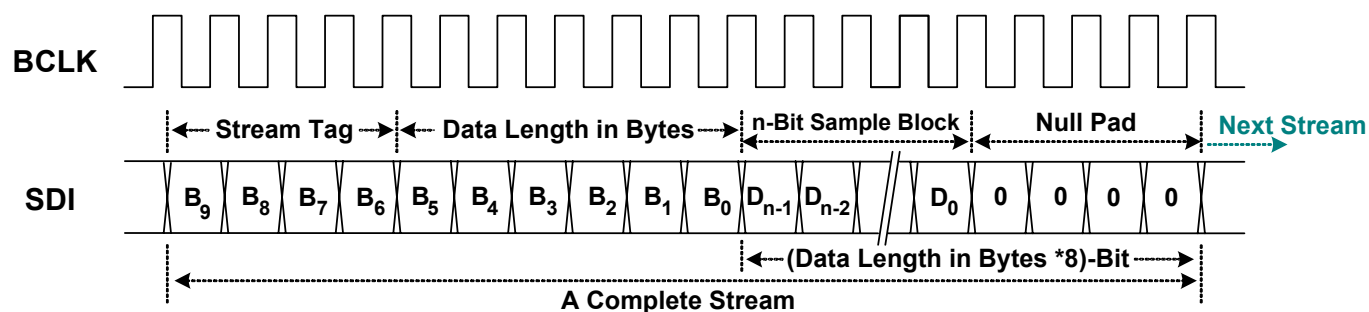 BCLK
Stream Tag Data Length in Bytes n-Bit Sample Block Null Pad Next Stream
SDI B9 B8 B7 B6 B5 B4 B3 B2 B1 B0 Dn-1 Dn-2 D0 0 0 0 0
(Data Length in Bytes *8)-Bit
A Complete Stream